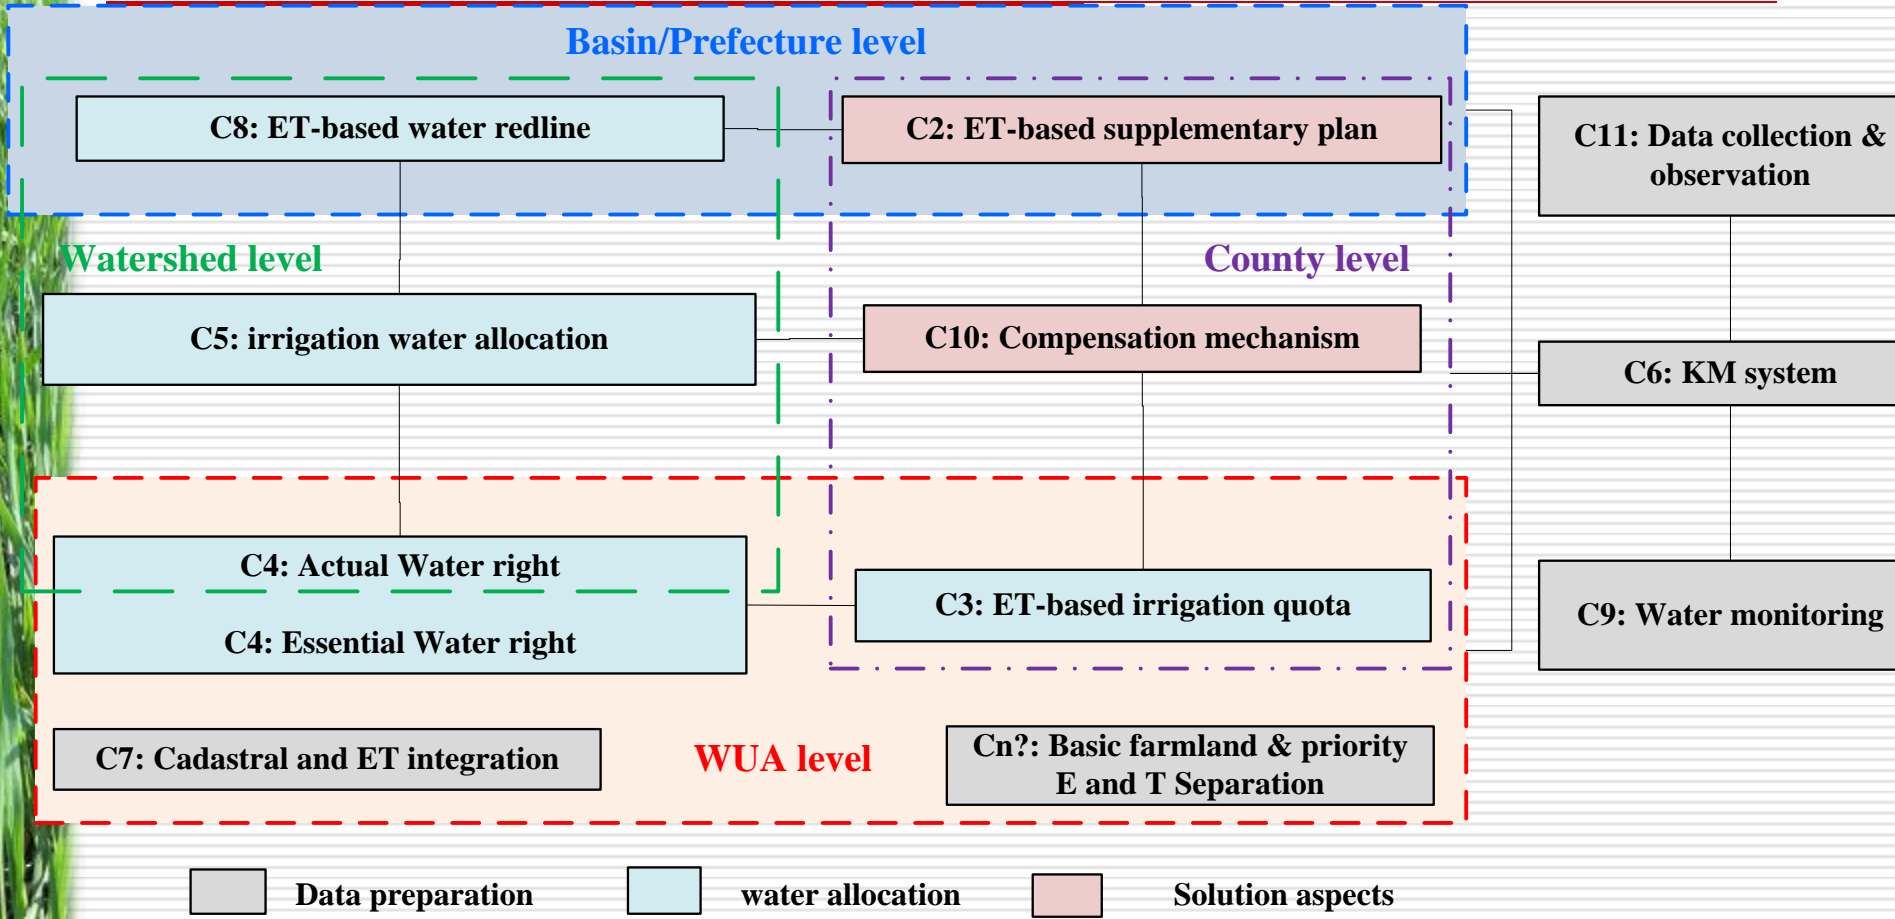 Basin/Prefecture level
C8: ET-based water redline
C2: ET-based supplementary plan
C11: Data collection &
observation
Watershed level
County level
C5: irrigation water allocation
C10: Compensation mechanism
C6: KM system
C4: Actual Water right
C4: Essential Water right
C3: ET-based irrigation quota
C9: Water monitoring
C7: Cadastral and ET integration
WUA level
Cn?: Basic farmland & priority
E and T Separation
Data preparation
water allocation
Solution aspects